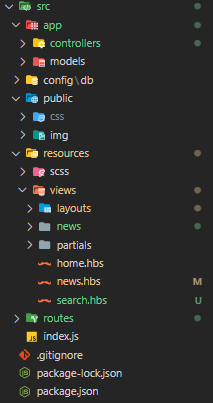 src
app
controllers
models
config\db
public
css
img
resources
scss
views
layouts
news
partials
home.hbs
news.hbs M
search.hbs U
routes
JS index.js
.gitignore
package-lock.json
package.json